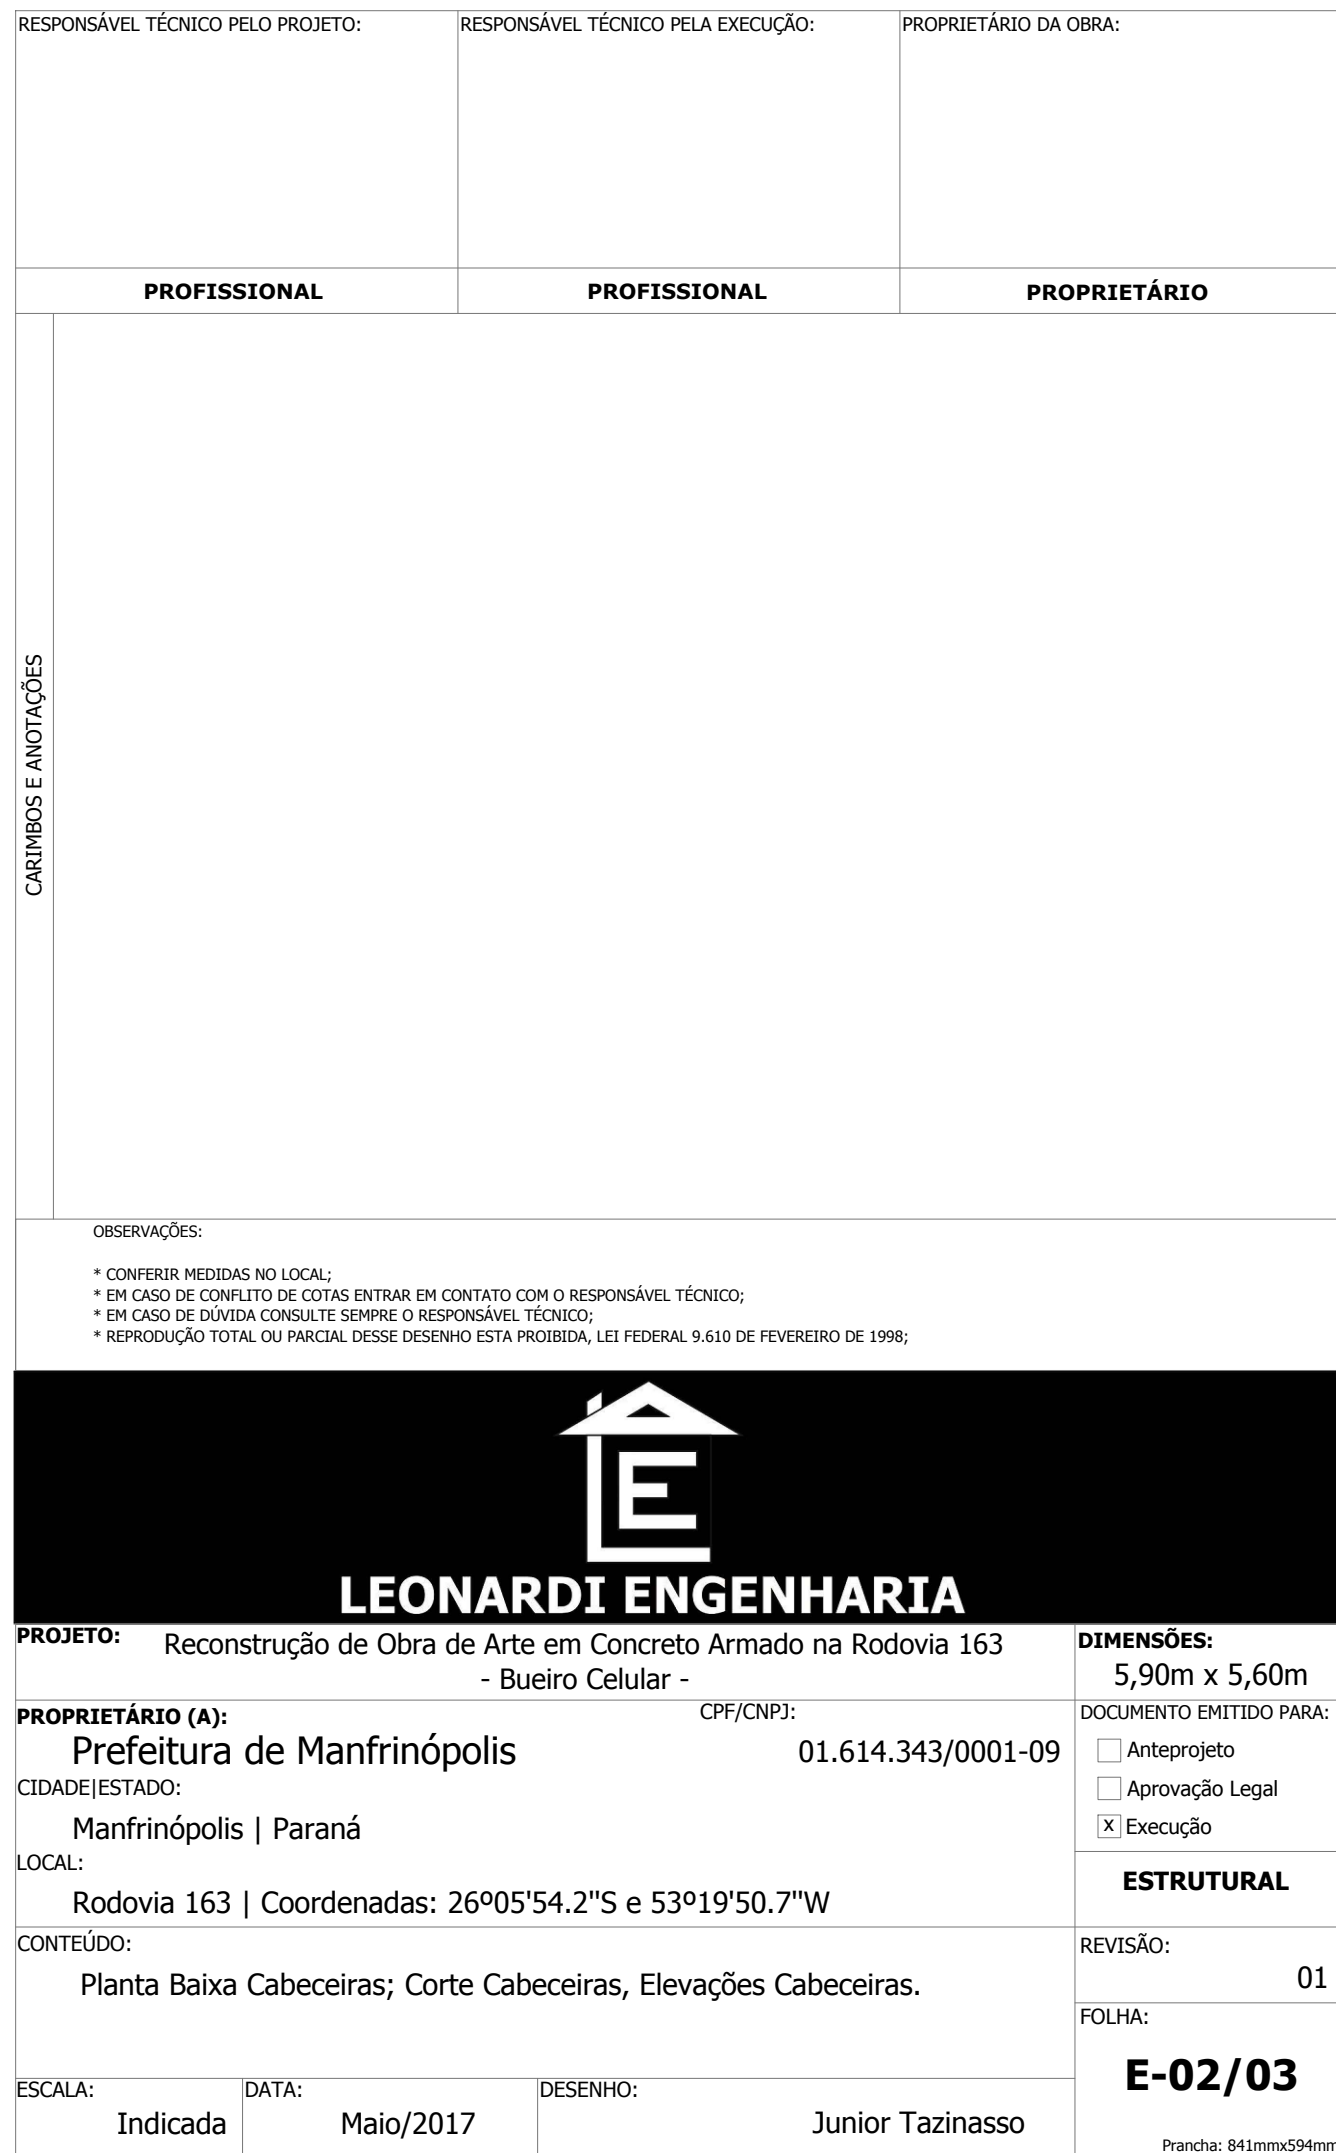 RESPONSÁVEL TÉCNICO PELO PROJETO:
RESPONSÁVEL TÉCNICO PELA EXECUÇÃO:
PROPRIETÁRIO DA OBRA:
PROFISSIONAL
PROFISSIONAL
PROPRIETÁRIO
CARIMBOS E ANOTAÇÕES
OBSERVAÇÕES:
* CONFERIR MEDIDAS NO LOCAL;
* EM CASO DE CONFLITO DE COTAS ENTRAR EM CONTATO COM O RESPONSÁVEL TÉCNICO;
* EM CASO DE DÚVIDA CONSULTE SEMPRE O RESPONSÁVEL TÉCNICO;
* REPRODUÇÃO TOTAL OU PARCIAL DESSE DESENHO ESTA PROIBIDA, LEI FEDERAL 9.610 DE FEVEREIRO DE 1998;
LEONARDI ENGENHARIA
PROJETO:
Reconstrução de Obra de Arte em Concreto Armado na Rodovia 163
- Bueiro Celular -
DIMENSÕES:
5,90m x 5,60m
PROPRIETÁRIO (A):
Prefeitura de Manfrinópolis
CPF/CNPJ:
01.614.343/0001-09
DOCUMENTO EMITIDO PARA:
Anteprojeto
Aprovação Legal
x Execução
CIDADE|ESTADO:
Manfrinópolis | Paraná
LOCAL:
Rodovia 163 | Coordenadas: 26º05'54.2"S e 53º19'50.7"W
ESTRUTURAL
CONTEÚDO:
Planta Baixa Cabeceiras; Corte Cabeceiras, Elevações Cabeceiras.
REVISÃO:
01
FOLHA:
E-02/03
ESCALA:
Indicada
DATA:
Maio/2017
DESENHO:
Junior Tazinasso
Prancha: 841mmx594mm